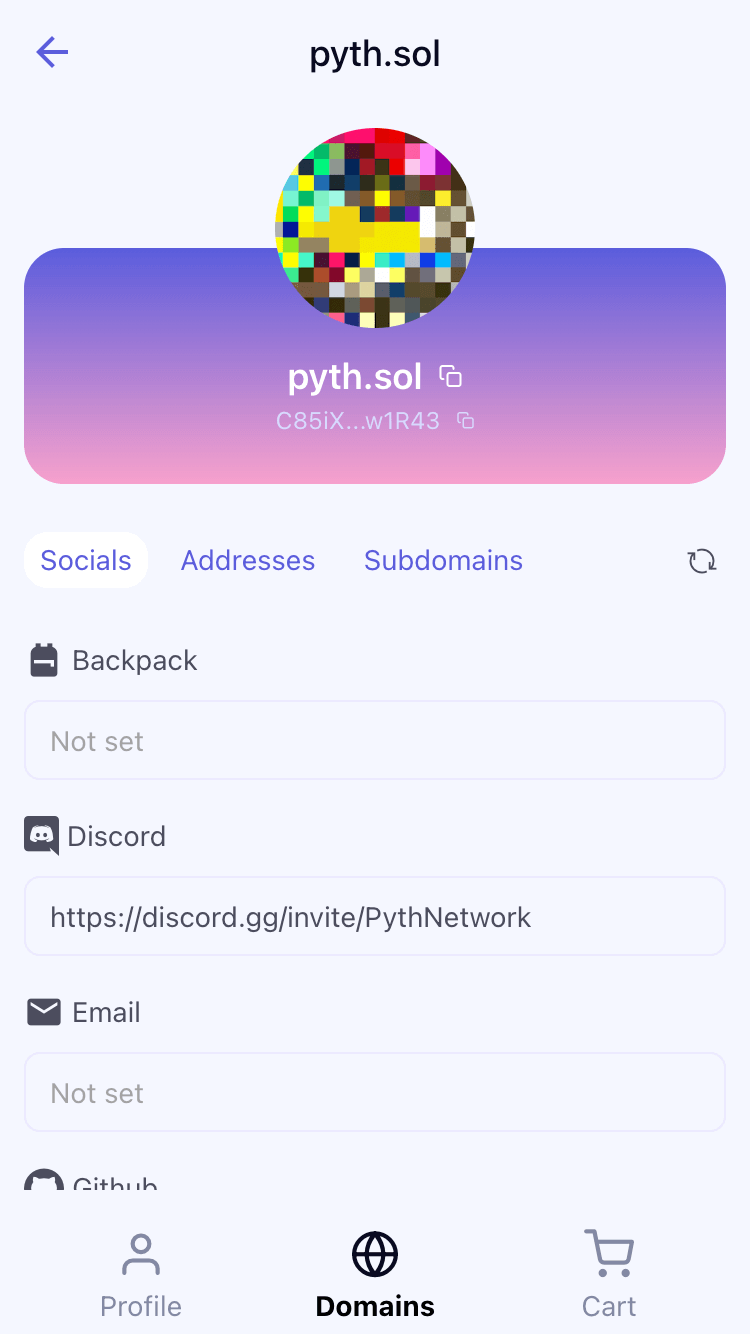 pyth.sol
pyth.sol
C85iX...w1R43
Socials Addresses Subdomains
Backpack
Not set
Discord
https://discord.gg/invite/PythNetwork
Email
Not set
Github
Profile Domains Cart